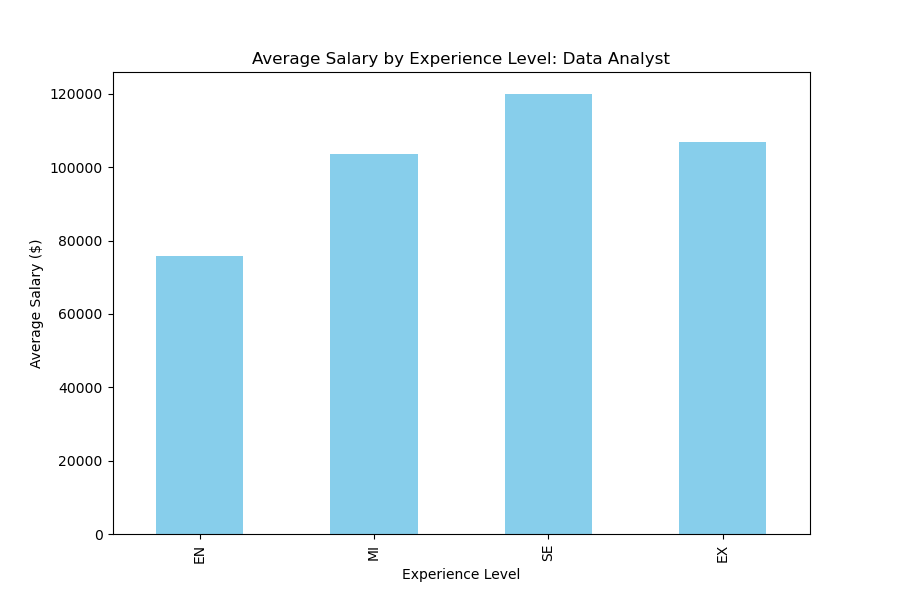 Average Salary by Experience Level: Data Analyst
Average Salary ($)
120000
100000
80000
60000
40000
20000
0
EN
MI
SE
EX
Experience Level